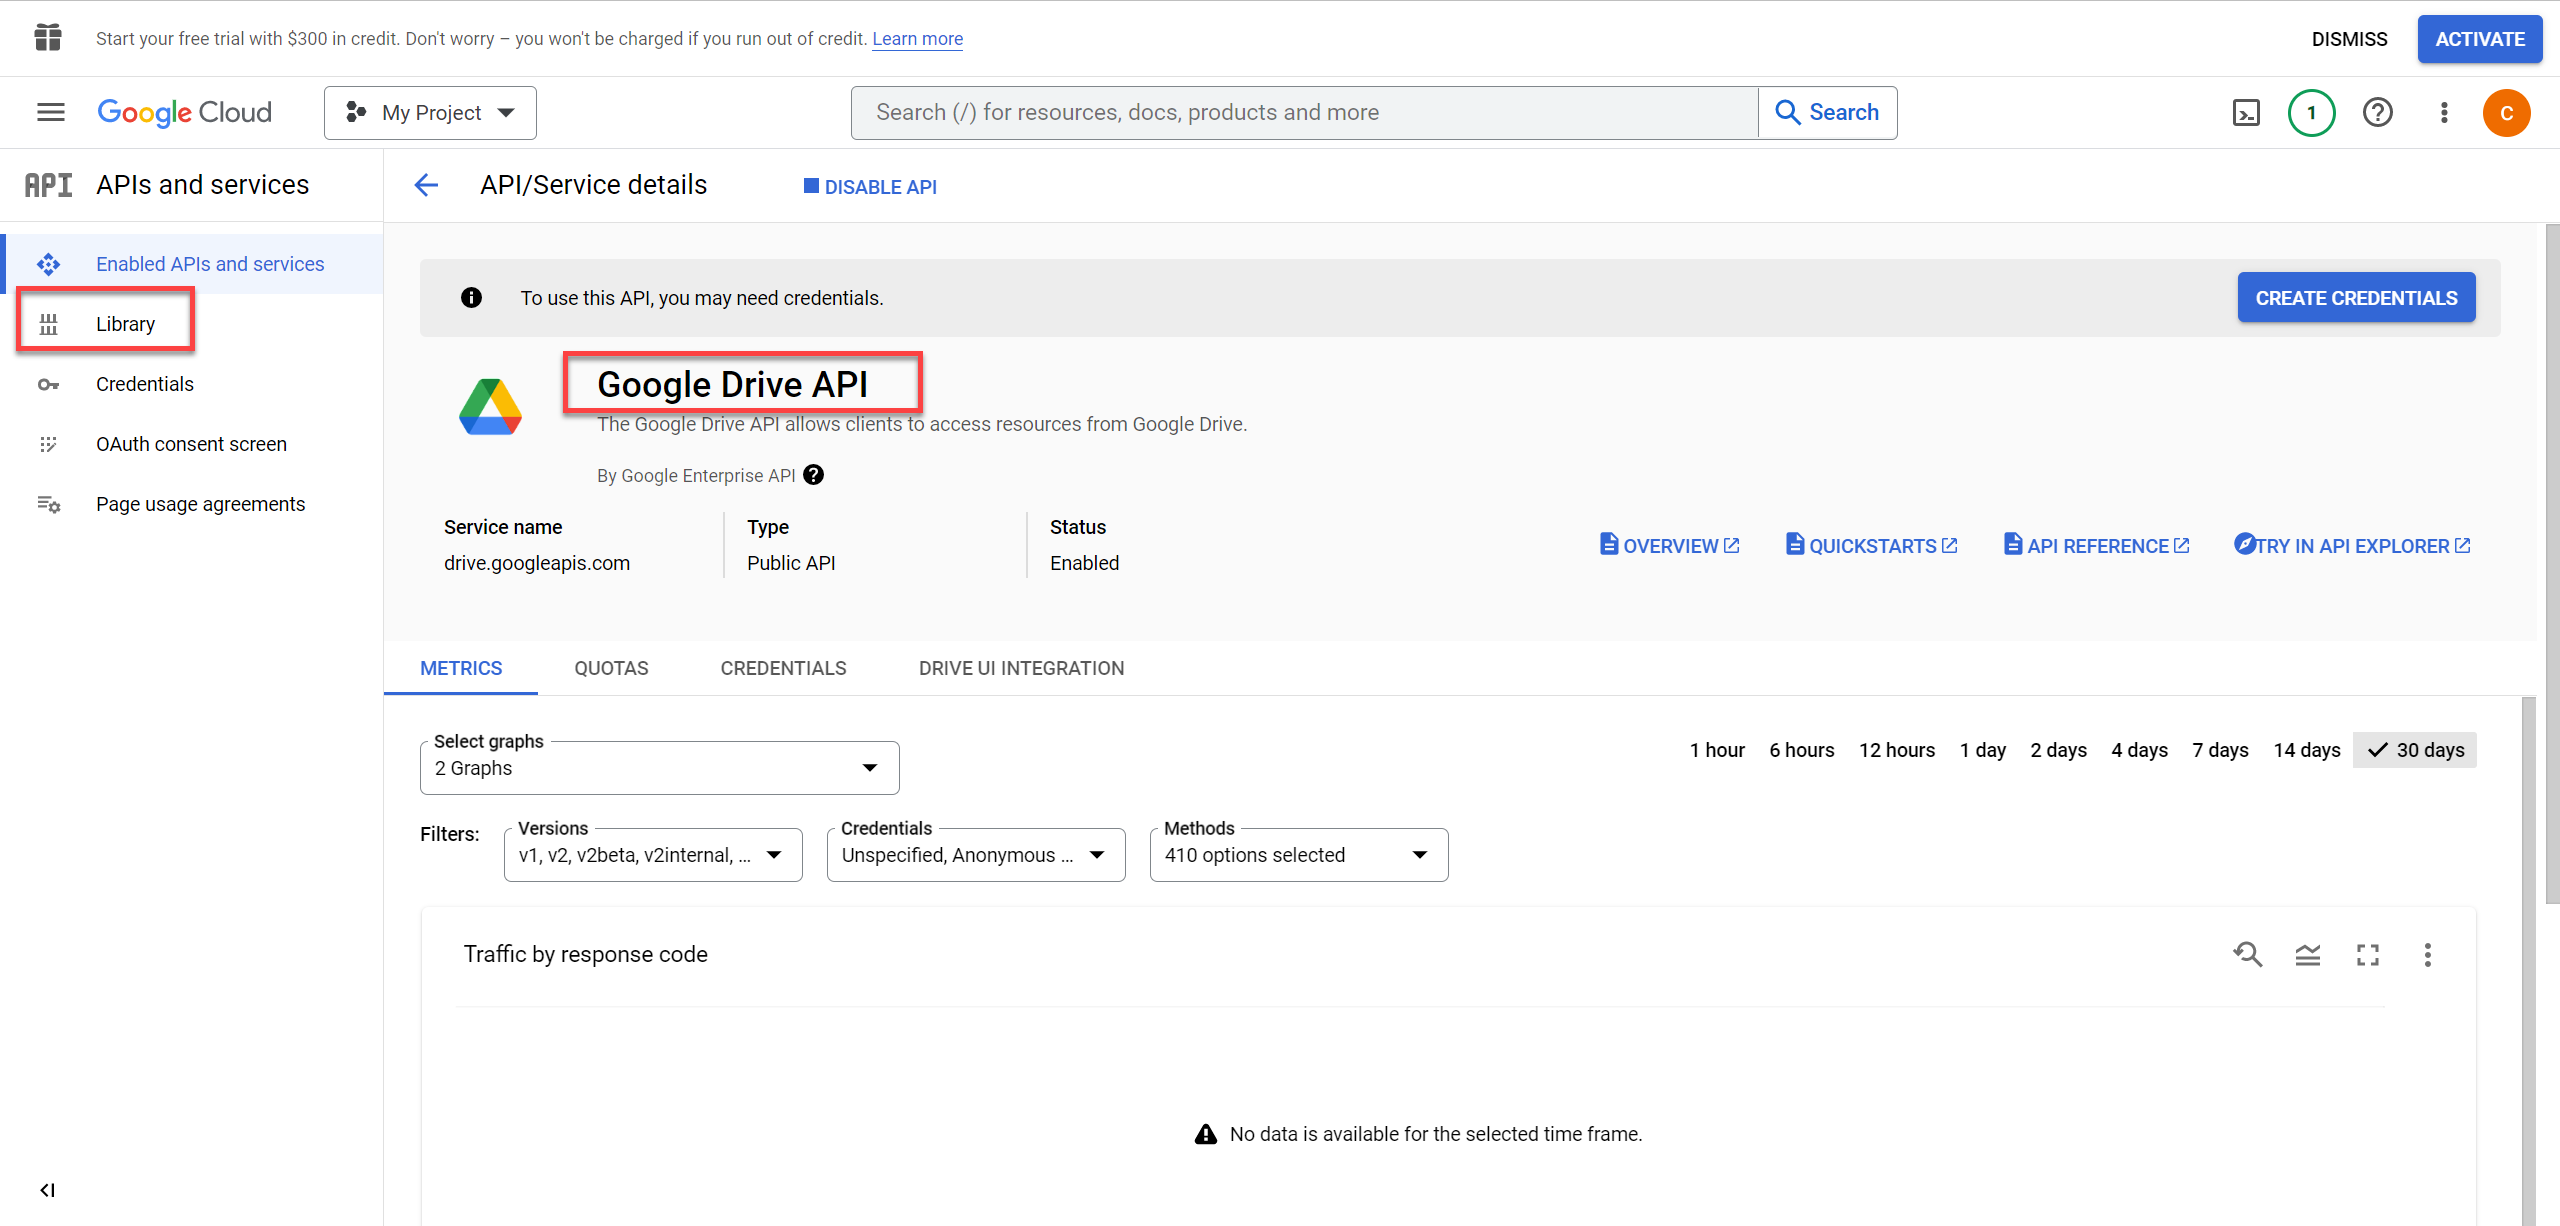 Start your free trial with $300 in credit. Don't worry – you won't be charged if you run out of credit. Learn more
DISMISS
ACTIVATE
Google Cloud
My Project
Search (/) for resources, docs, products and more
Search
1
C
API
APIs and services
API/Service details
DISABLE API
Enabled APIs and services
Library
Credentials
OAuth consent screen
Page usage agreements
To use this API, you may need credentials.
CREATE CREDENTIALS
Google Drive API
The Google Drive API allows clients to access resources from Google Drive.
By Google Enterprise API
Service name
drive.googleapis.com
Type
Public API
Status
Enabled
OVERVIEW
QUICKSTARTS
API REFERENCE
TRY IN API EXPLORER
METRICS
QUOTAS
CREDENTIALS
DRIVE UI INTEGRATION
Select graphs
2 Graphs
1 hour
6 hours
12 hours
1 day
2 days
4 days
7 days
14 days
30 days
Filters:
Versions
v1, v2, v2beta, v2internal, ...
Credentials
Unspecified, Anonymous ...
Methods
410 options selected
Traffic by response code
No data is available for the selected time frame.